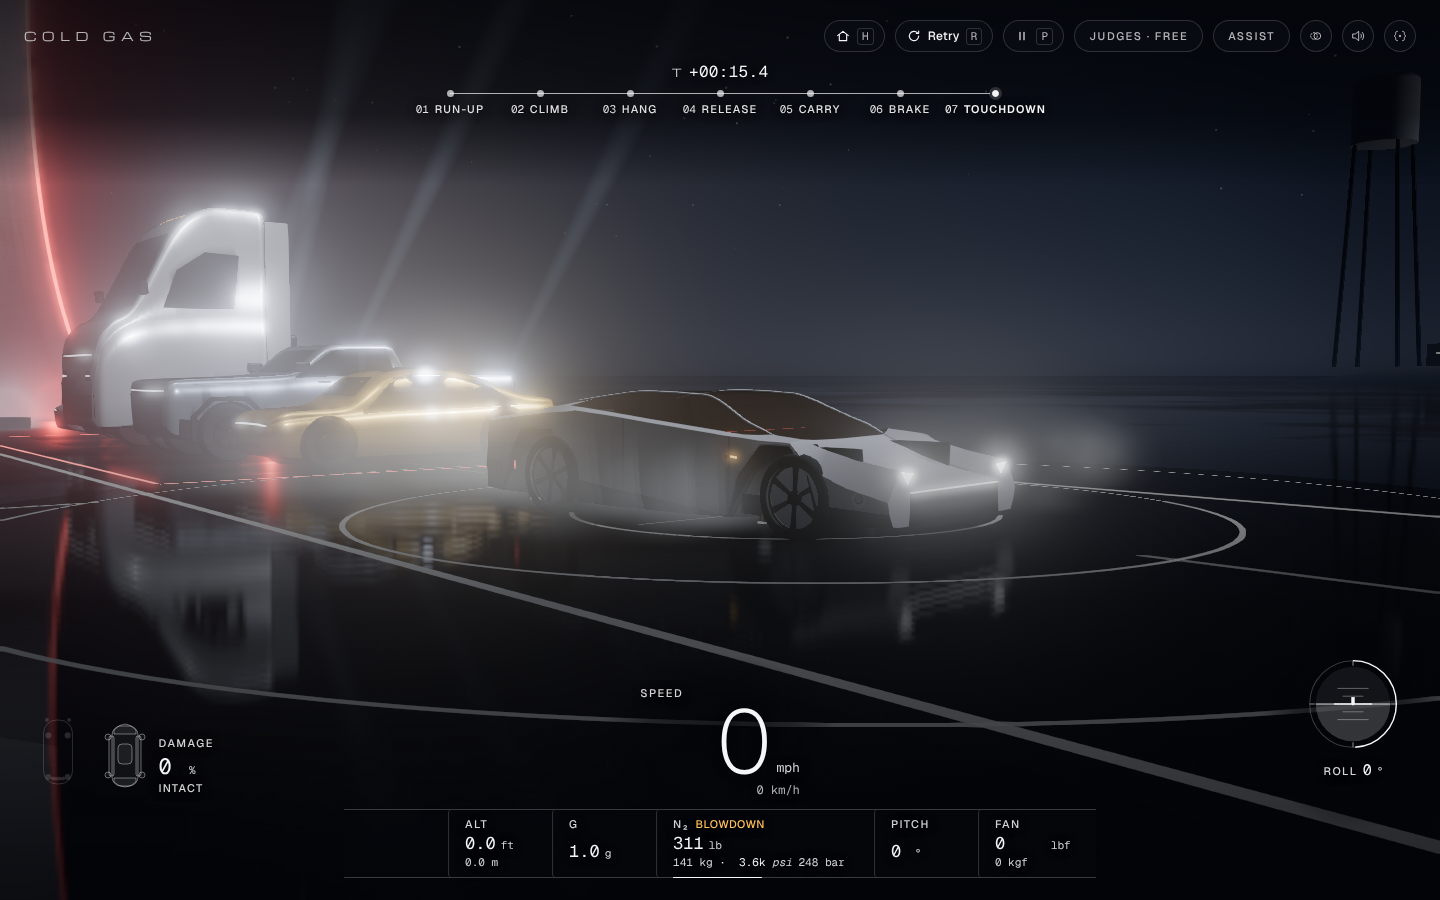 COLD GAS
H
Retry R
P
JUDGES · FREE
ASSIST
T +00:15.4
01 RUN-UP
02 CLIMB
03 HANG
04 RELEASE
05 CARRY
06 BRAKE
07 TOUCHDOWN
SPEED
0 mph
0 km/h
DAMAGE
0 %
INTACT
ROLL 0 °
ALT
0.0 ft
0.0 m
G
1.0 g
N₂ BLOWDOWN
311 lb
141 kg · 3.6k psi 248 bar
PITCH
0 °
FAN
0 lbf
0 kgf